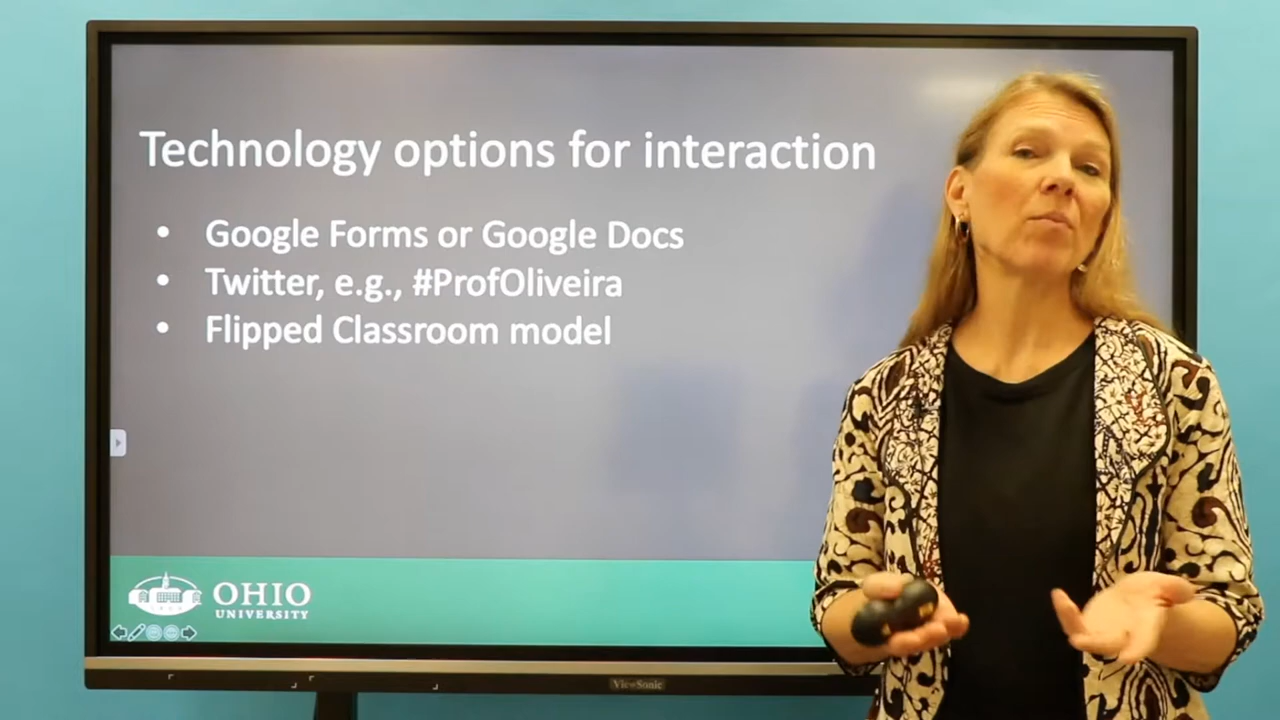 Technology options for interaction
• Google Forms or Google Docs
• Twitter, e.g., #ProfOliveira
• Flipped Classroom model
OHIO
UNIVERSITY
ViewSonic